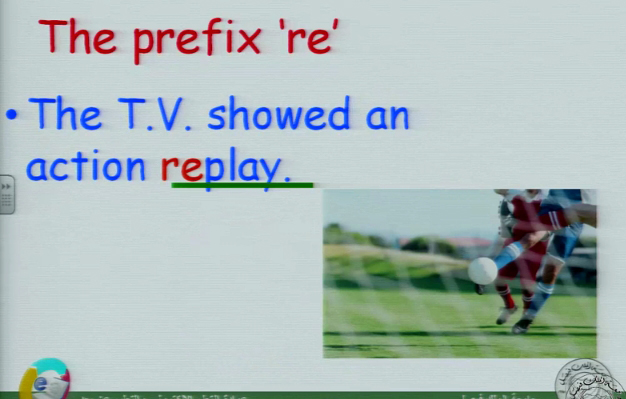 The prefix 're'
• The T.V. showed an
action replay.